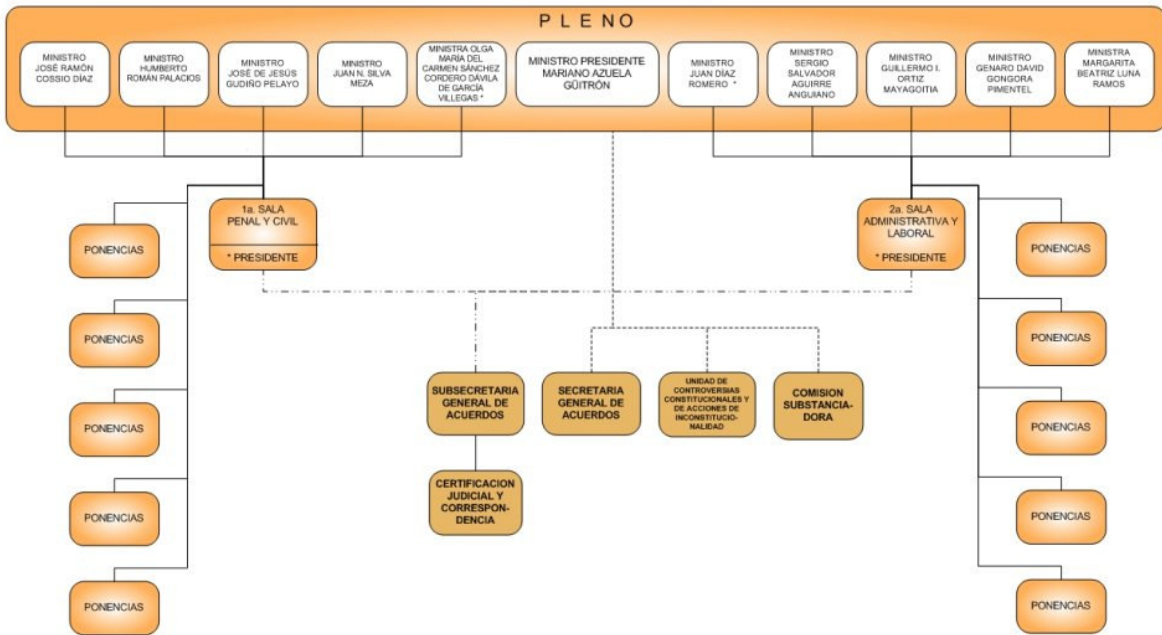 PLENO
MINISTRO
JOSÉ RAMÓN
COSSIO DÍAZ
MINISTRO
HUMBERTO
ROMÁN PALACIOS
MINISTRO
JOSÉ DE JESÚS
GUDIÑO PELAYO
MINISTRO
JUAN N. SILVA
MEZA
MINISTRA OLGA
MARÍA DEL
CARMEN SÁNCHEZ
CORDERO DÁVILA
DE GARCÍA
VILLEGAS *
MINISTRO PRESIDENTE
MARIANO AZUELA
GÜITRÓN
MINISTRO
JUAN DÍAZ
ROMERO *
MINISTRO
SERGIO
SALVADOR
AGUIRRE
ANGUIANO
MINISTRO
GUILLERMO I.
ORTIZ
MAYAGOITIA
MINISTRO
GENARO DAVID
GONGORA
PIMENTEL
MINISTRA
MARGARITA
BEATRIZ LUNA
RAMOS
1a. SALA
PENAL Y CIVIL
* PRESIDENTE
2a. SALA
ADMINISTRATIVA Y
LABORAL
* PRESIDENTE
PONENCIAS
PONENCIAS
PONENCIAS
PONENCIAS
PONENCIAS
SUBSECRETARIA
GENERAL DE
ACUERDOS
SECRETARIA
GENERAL DE
ACUERDOS
UNIDAD DE
CONTROVERSIAS
CONSTITUCIONALES Y
DE ACCIONES DE
INCONSTITUCIO-
NALIDAD
COMISION
SUBSTANCIA-
DORA
CERTIFICACION
JUDICIAL Y
CORRESPON-
DENCIA
PONENCIAS
PONENCIAS
PONENCIAS
PONENCIAS
PONENCIAS